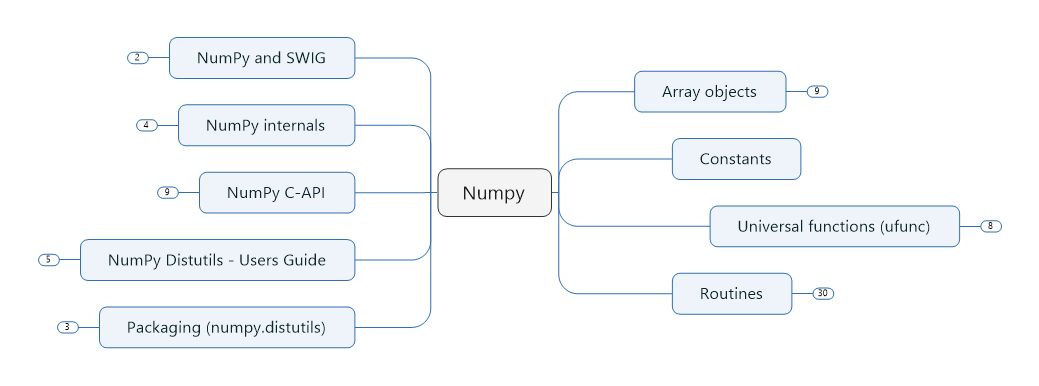 NumPy and SWIG
2
NumPy internals
4
NumPy C-API
9
NumPy Distutils - Users Guide
5
Packaging (numpy.distutils)
3
Numpy
Array objects
9
Constants
Universal functions (ufunc)
8
Routines
30